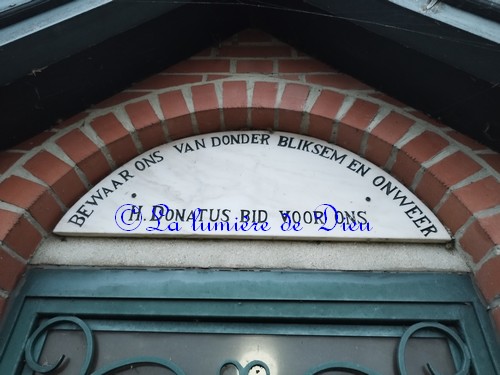 BEWAAR ONS VAN DONDER BLIKSEM EN ONWEER
H. DONATUS BID VOOR ONS
©La lumière de Dieu